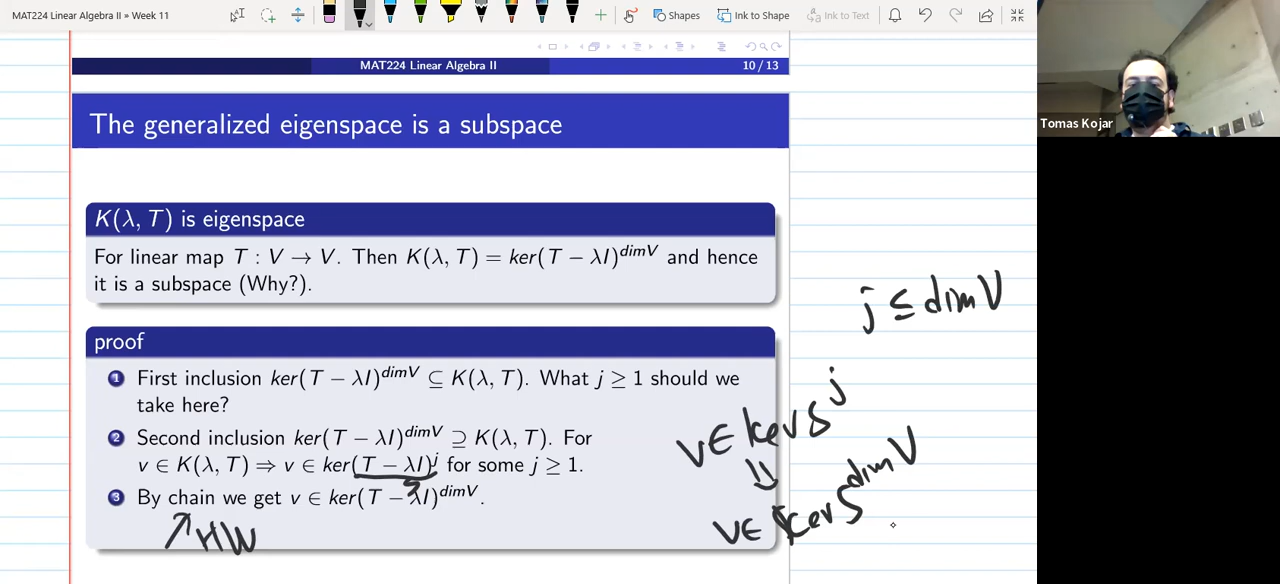 MAT224 Linear Algebra II » Week 11
Shapes
Ink to Shape
Ink to Text
MAT224 Linear Algebra II
10 / 13
Tomas Kojar
The generalized eigenspace is a subspace
K(λ, T) is eigenspace
For linear map T : V → V. Then K(λ, T) = ker(T − λI)^{dimV} and hence
it is a subspace (Why?).
j ≤ dim V
proof
1 First inclusion ker(T − λI)^{dimV} ⊆ K(λ, T). What j ≥ 1 should we
take here?
2 Second inclusion ker(T − λI)^{dimV} ⊇ K(λ, T). For
v ∈ K(λ, T) ⇒ v ∈ ker(T − λI)^j for some j ≥ 1.
3 By chain we get v ∈ ker(T − λI)^{dimV}.
HW
v ∈ ker S^j
⇓
v ∈ ker S^{dim V}